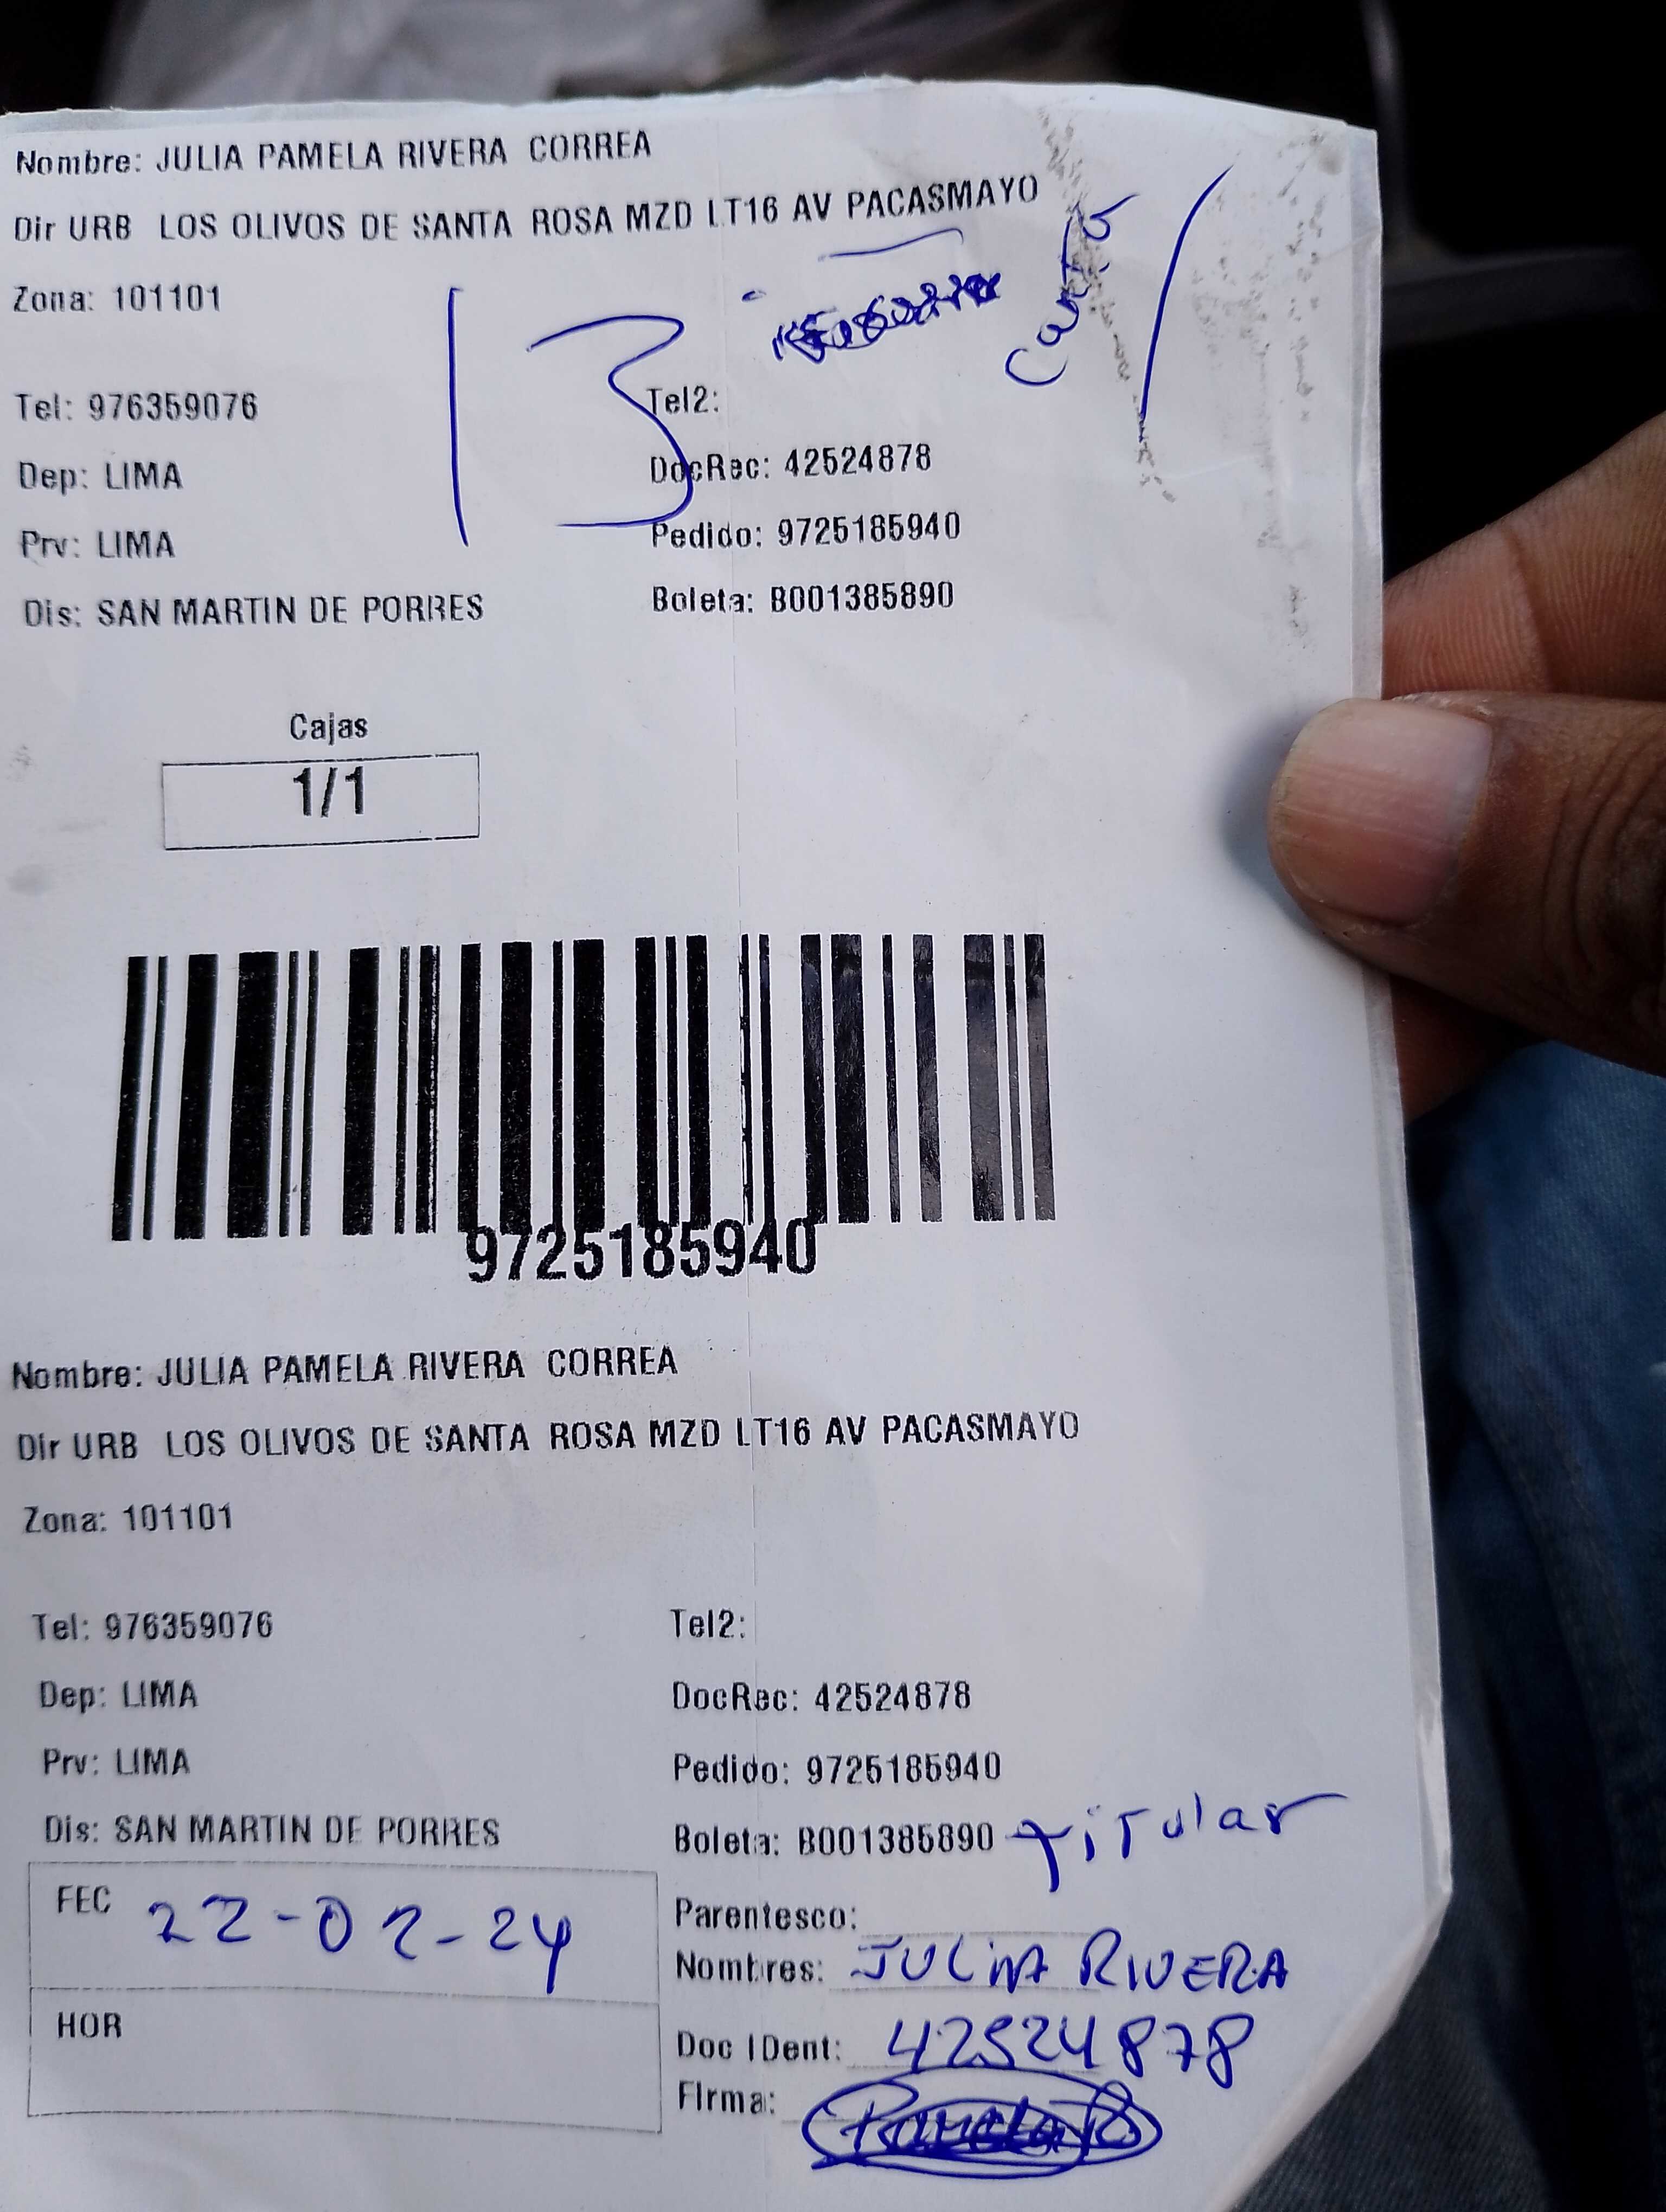 Nombre: JULIA PAMELA RIVERA CORREA
Dir URB LOS OLIVOS DE SANTA ROSA MZD LT16 AV PACASMAYO
Zona: 101101
13
Tel: 976359076 Tel2:
Dep: LIMA DocRec: 42524878
Prv: LIMA Pedido: 9725185940
Dis: SAN MARTIN DE PORRES Boleta: B001385890
Cajas
1/1
9725185940
Nombre: JULIA PAMELA RIVERA CORREA
Dir URB LOS OLIVOS DE SANTA ROSA MZD LT16 AV PACASMAYO
Zona: 101101
Tel: 976359076 Tel2:
Dep: LIMA DocRec: 42524878
Prv: LIMA Pedido: 9725185940
Dis: SAN MARTIN DE PORRES Boleta: B001385890 Titular
FEC 22-02-24 Parentesco:
Nombres: JULIA RIVERA
HOR Doc IDent: 42524878
Firma: Pamela R